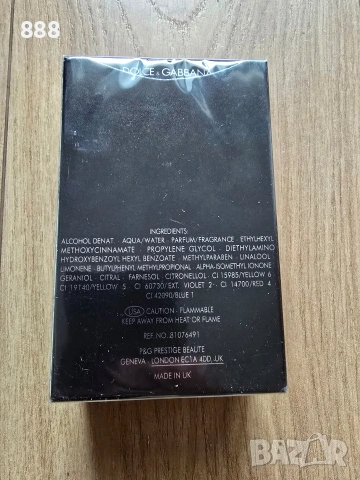 888
DOLCE & GABBANA
INGREDIENTS:
ALCOHOL DENAT. · AQUA/WATER · PARFUM/FRAGRANCE · ETHYLHEXYL
METHOXYCINNAMATE · PROPYLENE GLYCOL · DIETHYLAMINO
HYDROXYBENZOYL HEXYL BENZOATE · METHYLPARABEN · LINALOOL
LIMONENE · BUTYLPHENYL METHYLPROPIONAL · ALPHA-ISOMETHYL IONONE
GERANIOL · CITRAL · FARNESOL · CITRONELLOL · CI 15985/YELLOW 6
CI 19140/YELLOW 5 · CI 60730/EXT. VIOLET 2 · CI 14700/RED 4
CI 42090/BLUE 1
USA CAUTION · FLAMMABLE
KEEP AWAY FROM HEAT OR FLAME
REF. NO.: 81076491
P&G PRESTIGE BEAUTE
GENEVA · LONDON EC1A 4DD ·UK
MADE IN UK
BAZAR
bg